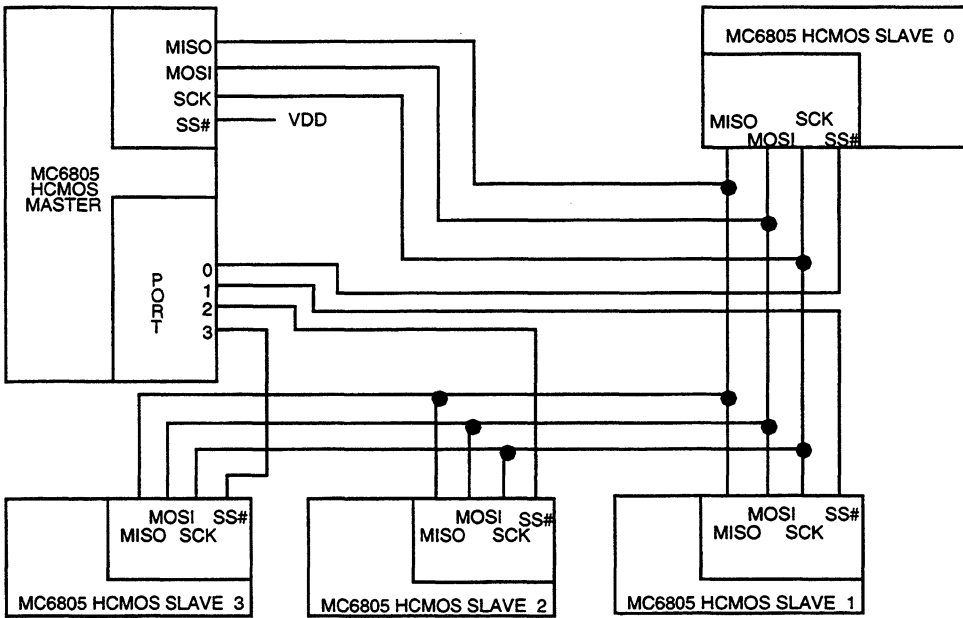 MISO
MOSI
SCK
SS#
VDD
MC6805
HCMOS
MASTER
PORT
0
1
2
3
MC6805 HCMOS SLAVE 0
MISO
MOSI
SCK
SS#
MOSI SS#
MISO SCK
MC6805 HCMOS SLAVE 3
MOSI SS#
MISO SCK
MC6805 HCMOS SLAVE 2
MOSI SS#
MISO SCK
MC6805 HCMOS SLAVE 1